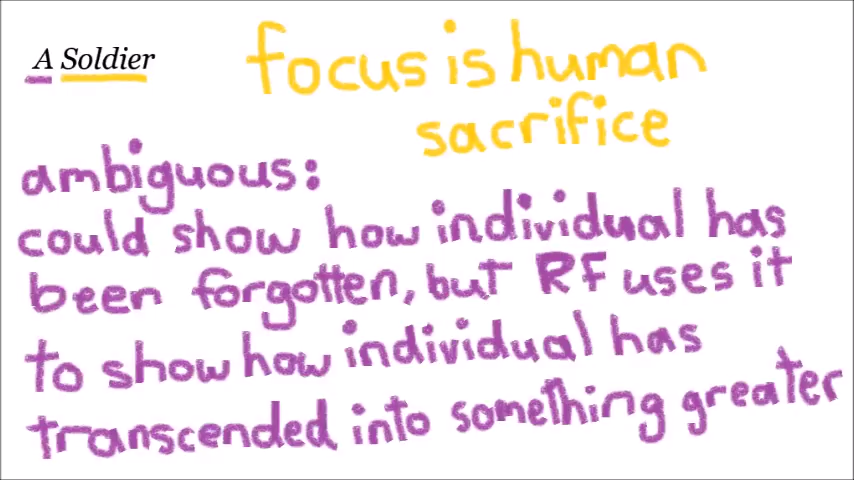 A Soldier
focus is human
sacrifice
ambiguous:
could show how individual has
been forgotten, but RF uses it
to show how individual has
transcended into something greater